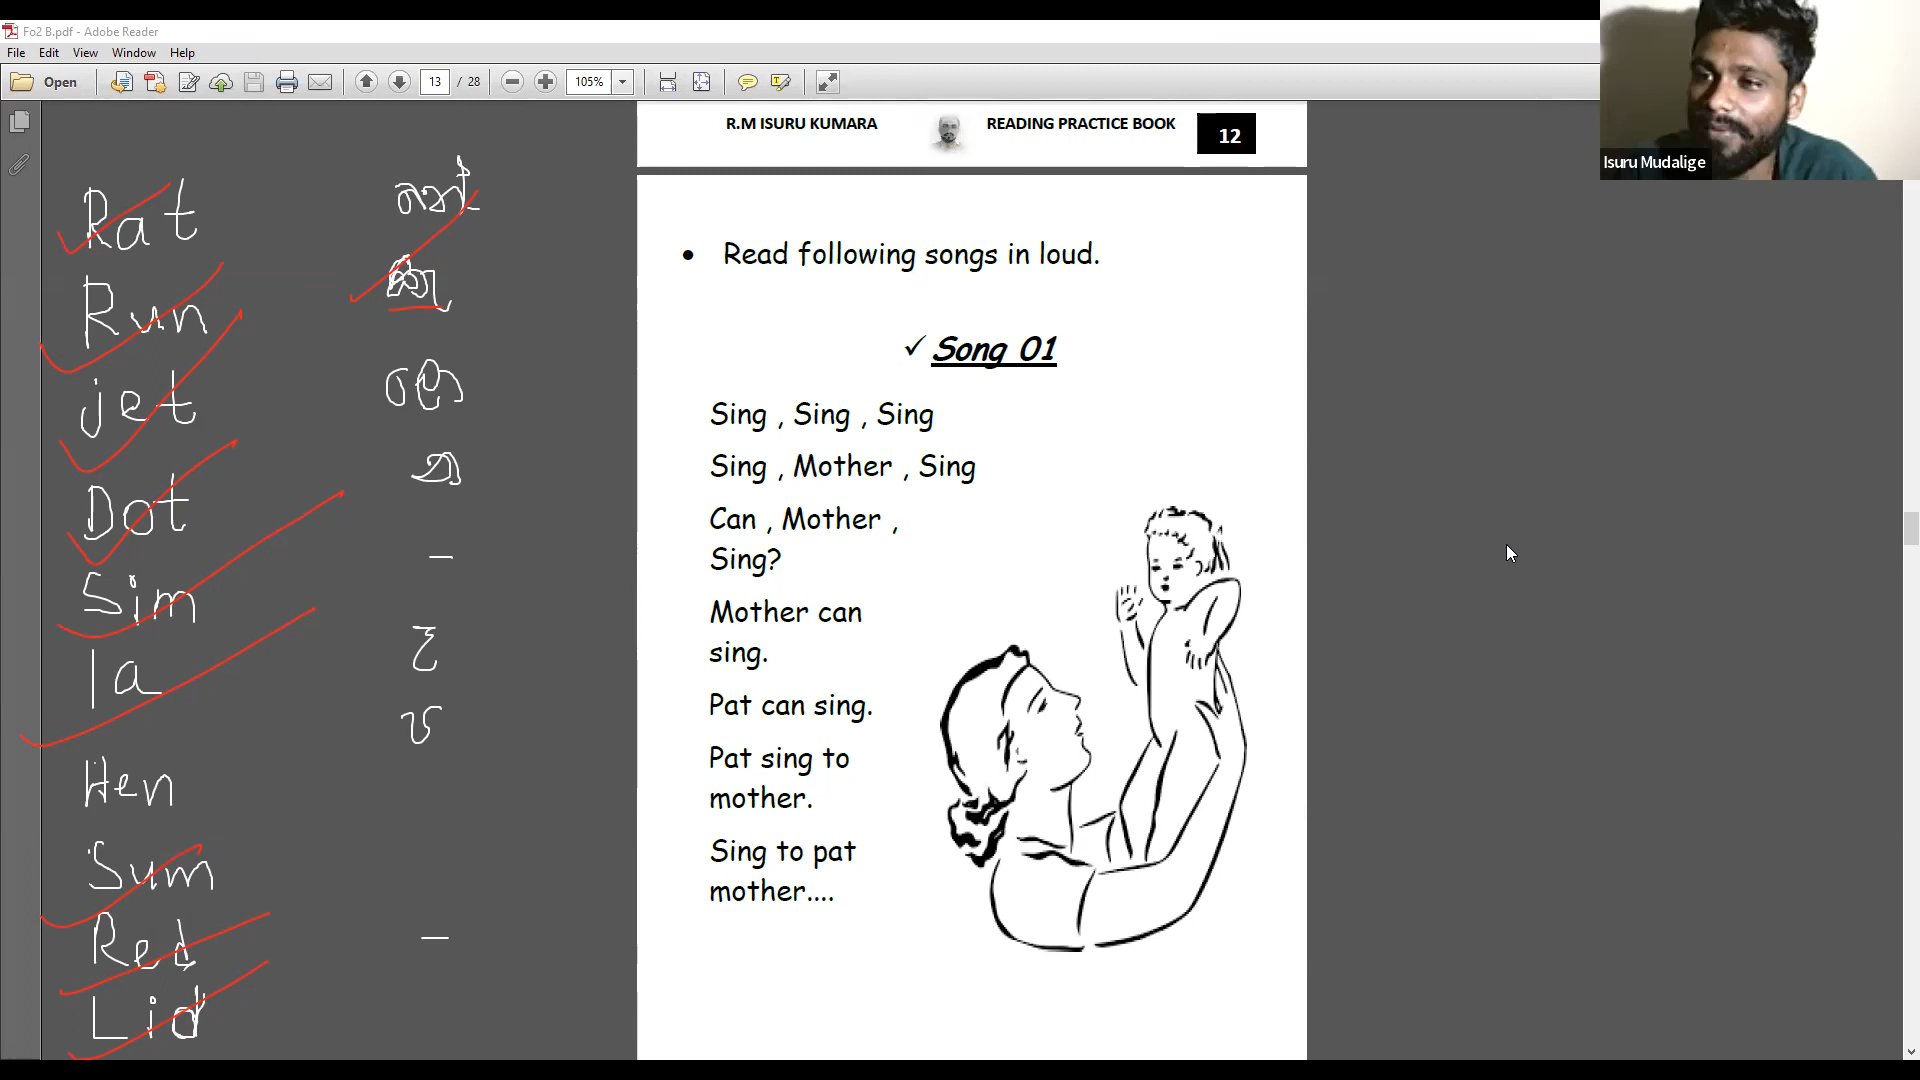 Fo2 B.pdf - Adobe Reader
File Edit View Window Help
Open 13 / 28 105%
R.M ISURU KUMARA READING PRACTICE BOOK 12
Isuru Mudalige
Rat
Run
jet
Dot
Sim
la
Hen
Sum
Red
Lid
• Read following songs in loud.
✓ Song 01
Sing , Sing , Sing
Sing , Mother , Sing
Can , Mother ,
Sing?
Mother can
sing.
Pat can sing.
Pat sing to
mother.
Sing to pat
mother....